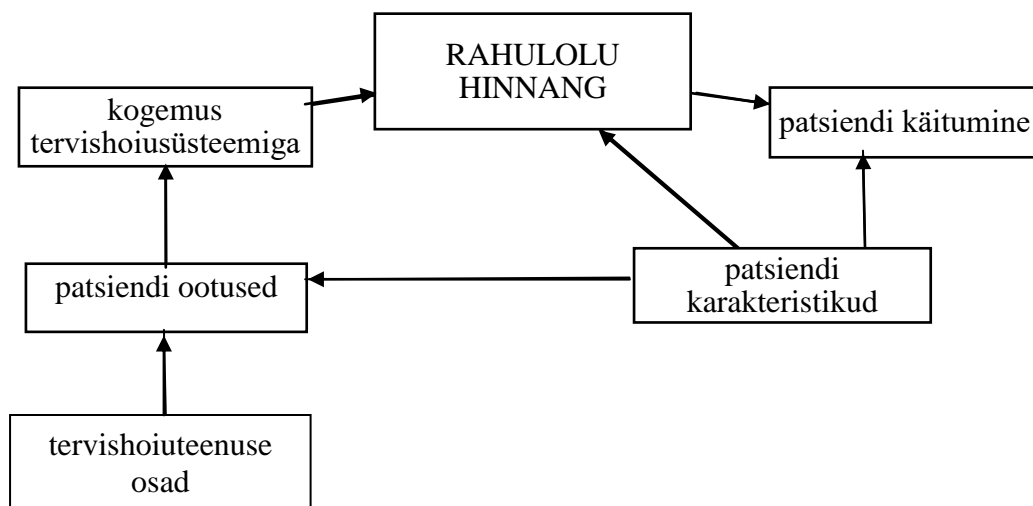 RAHULOLU
HINNANG
kogemus
tervishoiusüsteemiga
patsiendi käitumine
patsiendi ootused
patsiendi
karakteristikud
tervishoiuteenuse
osad